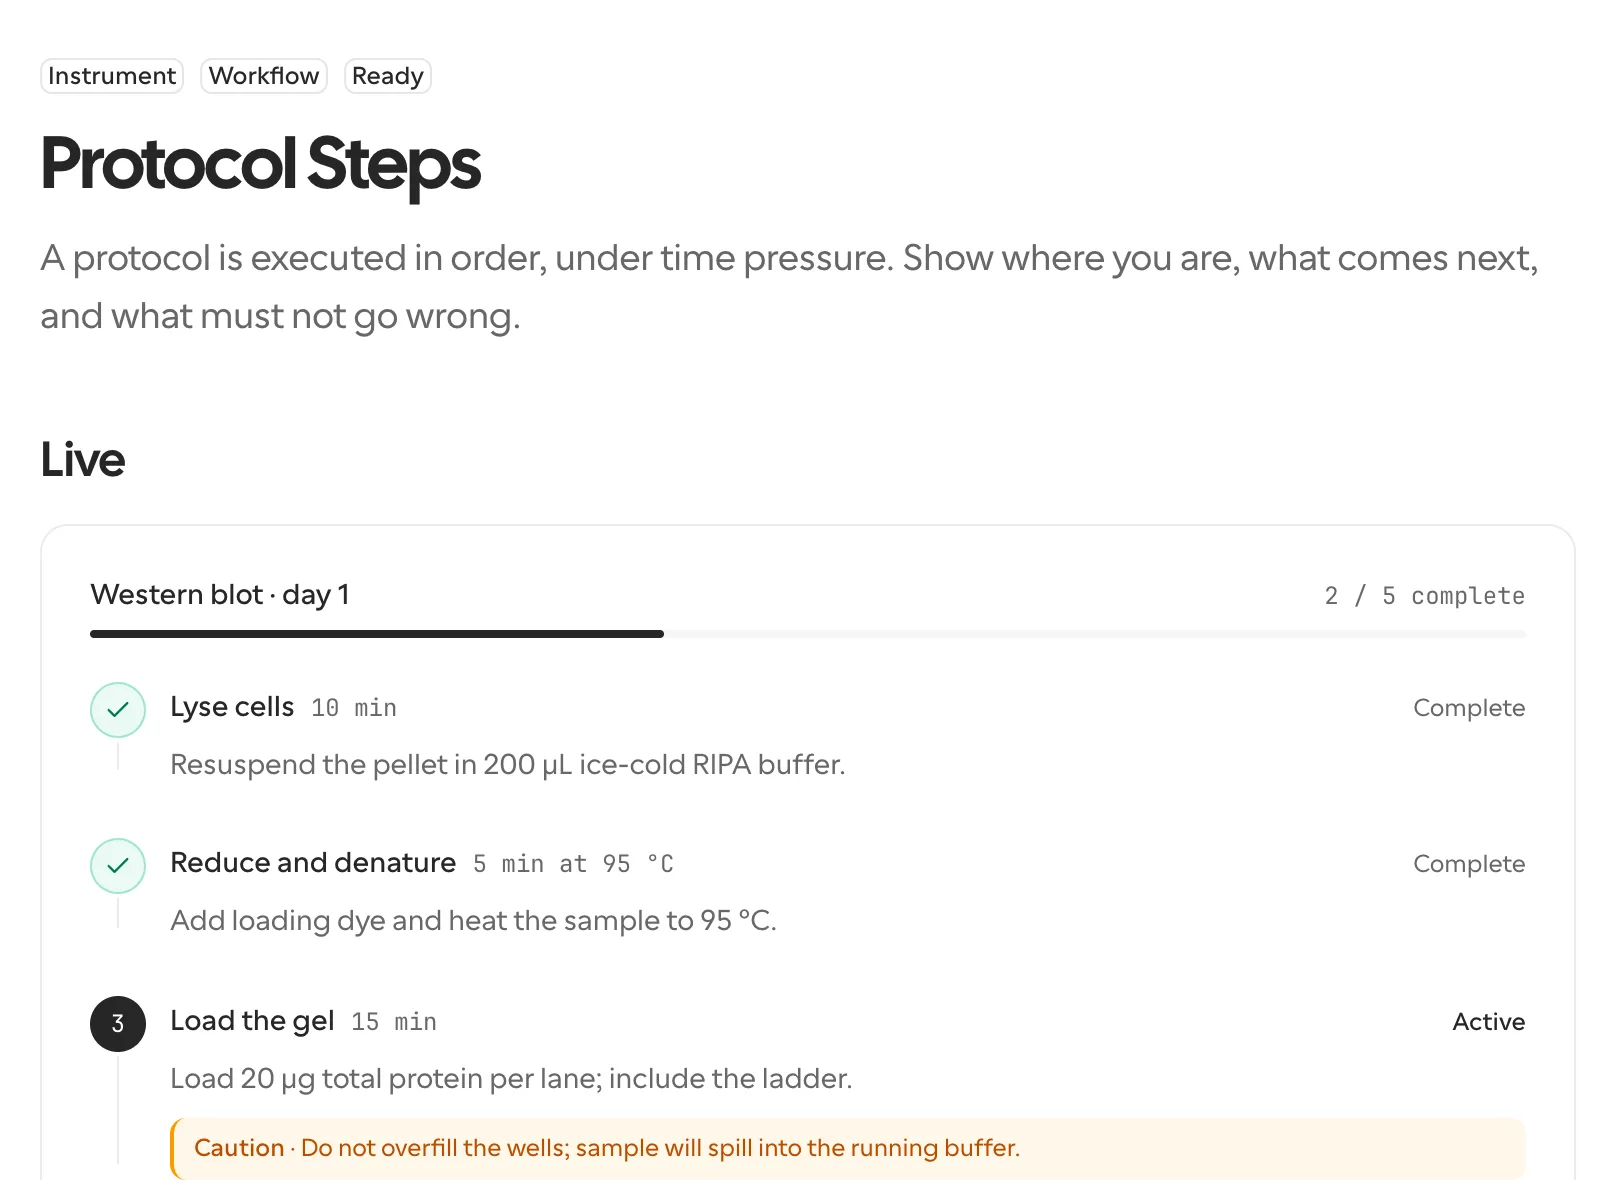 Instrument Workflow Ready
Protocol Steps
A protocol is executed in order, under time pressure. Show where you are, what comes next,
and what must not go wrong.
Live
Western blot · day 1 2 / 5 complete
Lyse cells 10 min Complete
Resuspend the pellet in 200 µL ice-cold RIPA buffer.
Reduce and denature 5 min at 95 °C Complete
Add loading dye and heat the sample to 95 °C.
3 Load the gel 15 min Active
Load 20 µg total protein per lane; include the ladder.
Caution · Do not overfill the wells; sample will spill into the running buffer.